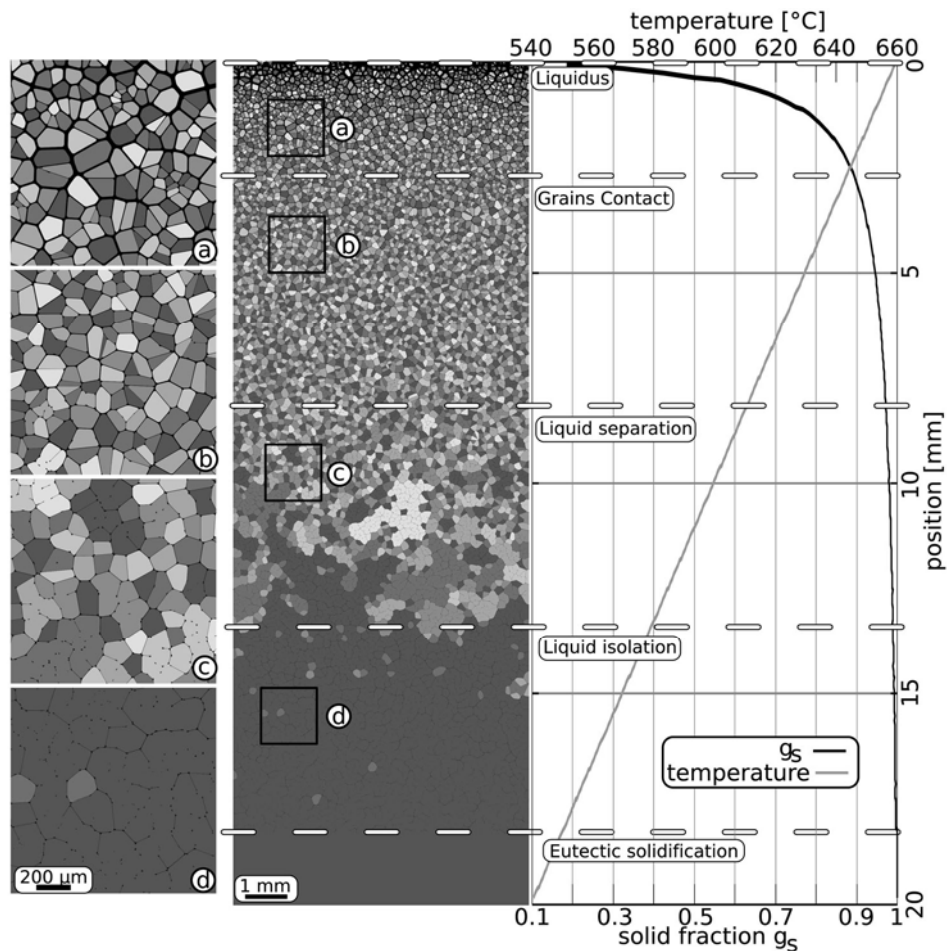 temperature [°C]
540 560 580 600 620 640 660
Liquidus
0
a
a
Grains Contact
b
b
5
Liquid separation
c
c
10
position [mm]
Liquid isolation
d
15
gs
temperature
Eutectic solidification
200 µm
d
1 mm
20
0.1 0.3 0.5 0.7 0.9 1
solid fraction gs